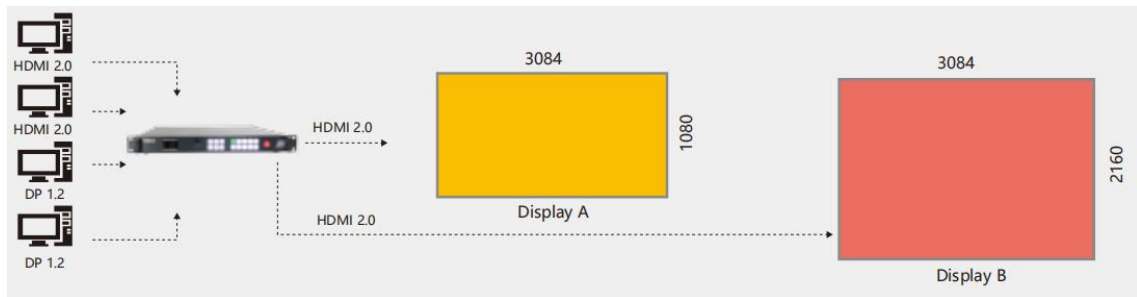 HDMI 2.0
HDMI 2.0
DP 1.2
DP 1.2
HDMI 2.0
HDMI 2.0
3084
1080
Display A
3084
2160
Display B